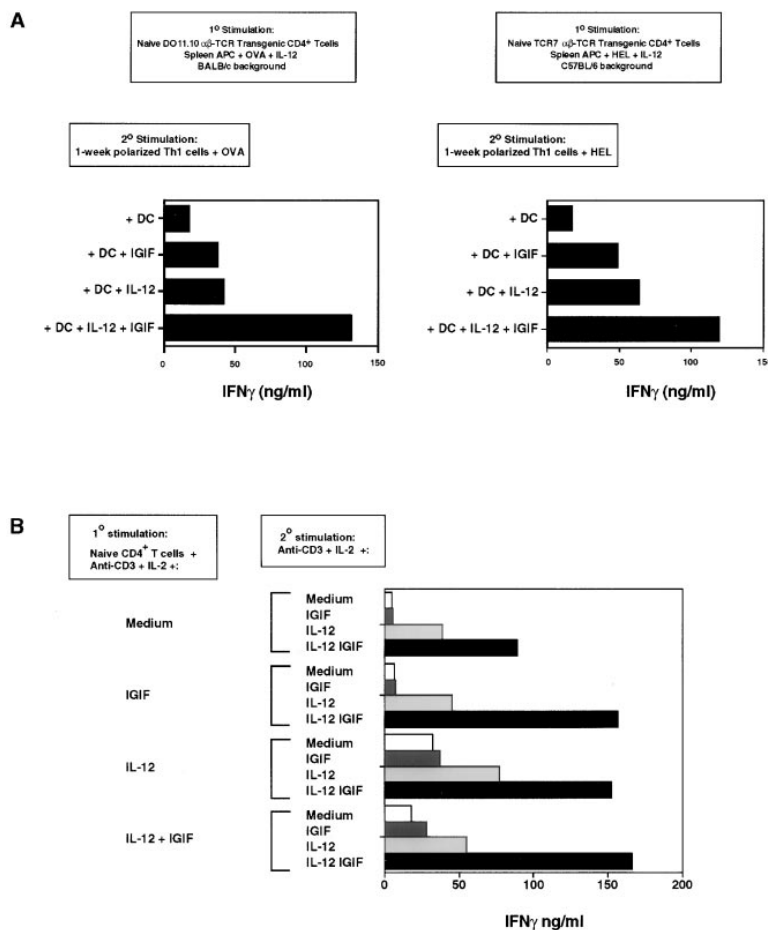 A
1° Stimulation:
Naive DO11.10 αβ-TCR Transgenic CD4⁺ Tcells
Spleen APC + OVA + IL-12
BALB/c background
1° Stimulation:
Naive TCR7 αβ-TCR Transgenic CD4⁺ Tcells
Spleen APC + HEL + IL-12
C57BL/6 background
2° Stimulation:
1-week polarized Th1 cells + OVA
2° Stimulation:
1-week polarized Th1 cells + HEL
+ DC
+ DC + IGIF
+ DC + IL-12
+ DC + IL-12 + IGIF
0 50 100 150
IFNγ (ng/ml)
+ DC
+ DC + IGIF
+ DC + IL-12
+ DC + IL-12 + IGIF
0 50 100 150
IFNγ (ng/ml)
B
1° stimulation:
Naive CD4⁺ T cells +
Anti-CD3 + IL-2 +:
2° stimulation:
Anti-CD3 + IL-2 +:
Medium
Medium
IGIF
IL-12
IL-12 IGIF
IGIF
Medium
IGIF
IL-12
IL-12 IGIF
IL-12
Medium
IGIF
IL-12
IL-12 IGIF
IL-12 + IGIF
Medium
IGIF
IL-12
IL-12 IGIF
0 50 100 150 200
IFNγ ng/ml